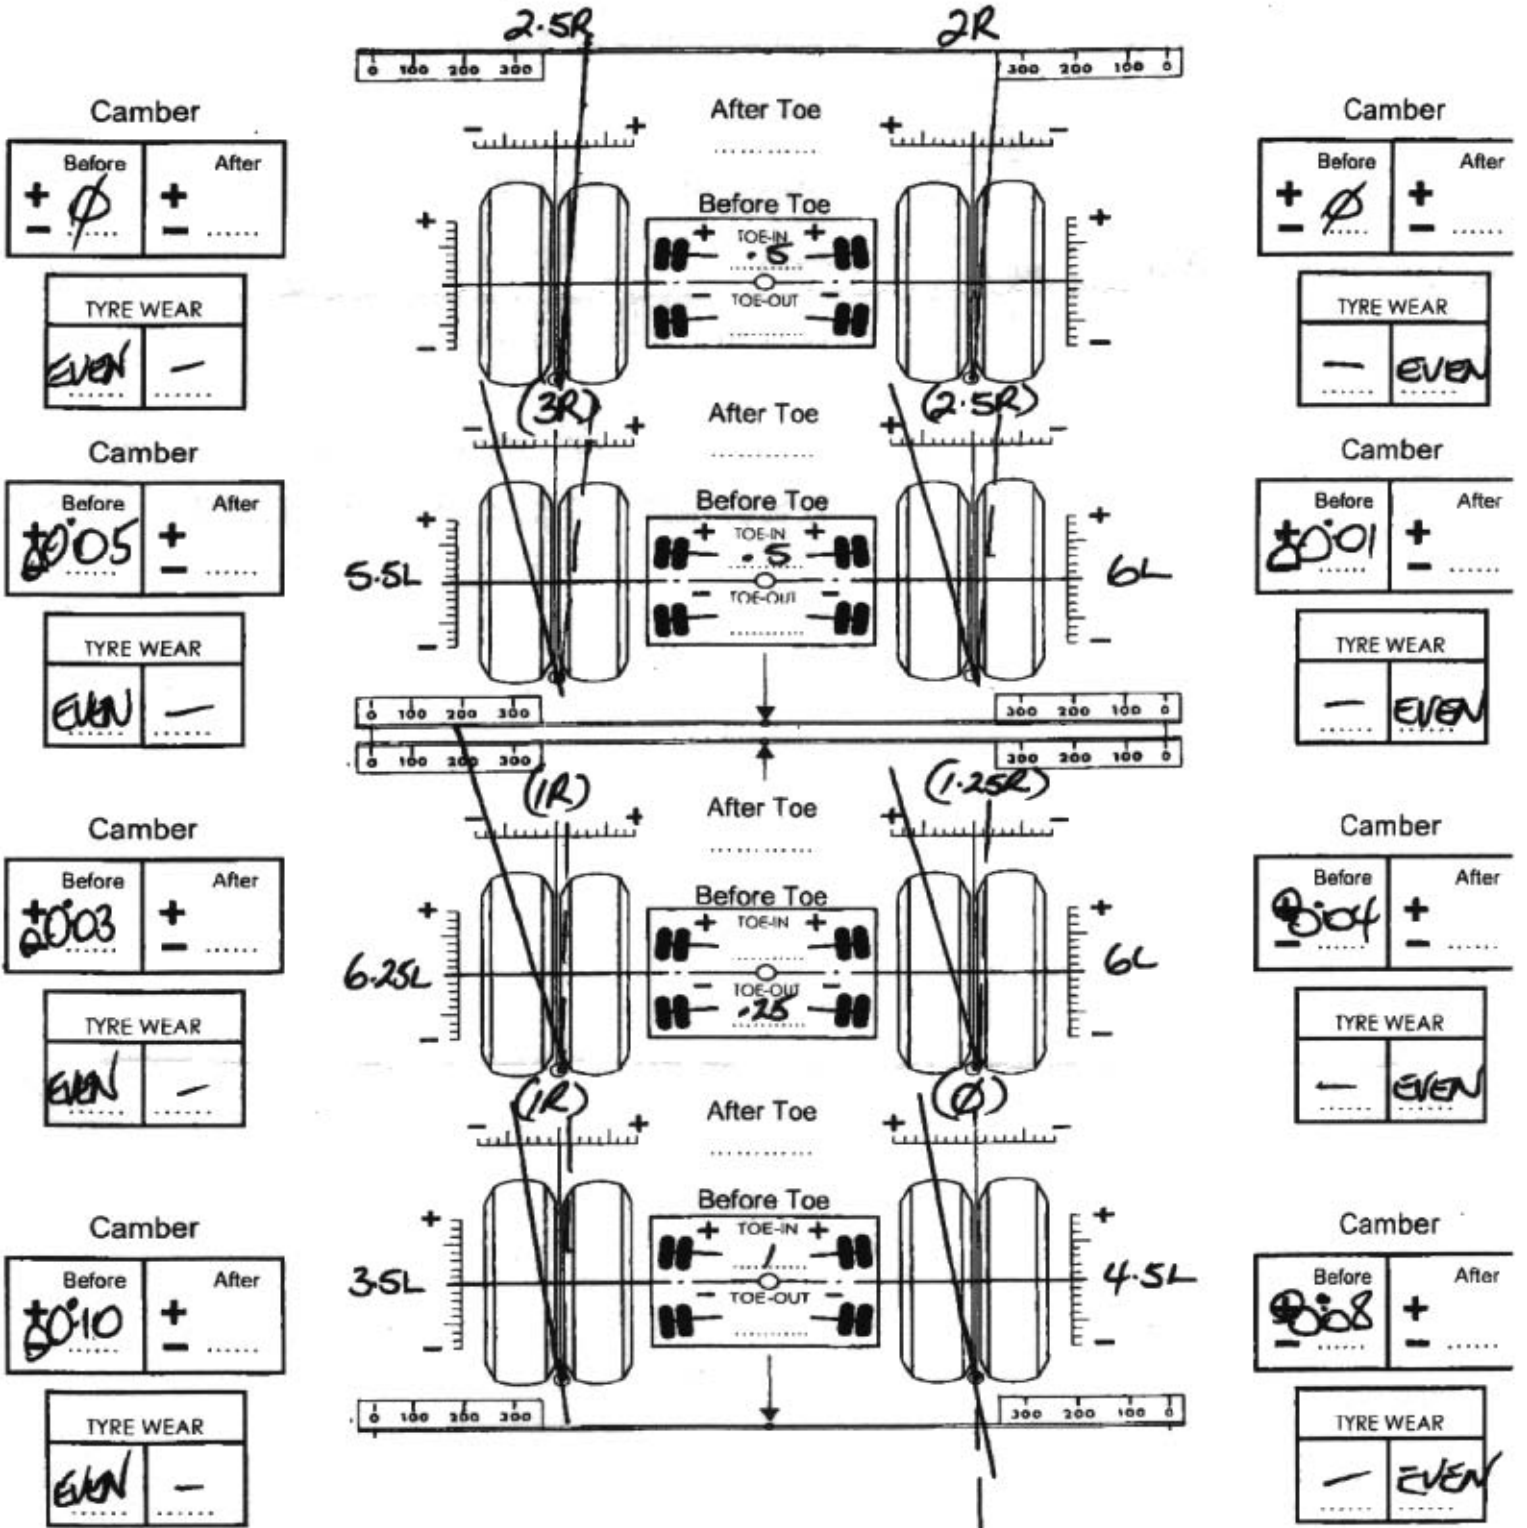 2.5R 2R
0 100 200 300 300 200 100 0
Camber After Toe Camber
- + + -
Before After Before After
+ Ø + + Ø +
- ...... - ...... - ...... - ......
Before Toe
+ TOE-IN +
.5
- TOE-OUT -
TYRE WEAR TYRE WEAR
EVEN — — EVEN
(3R) (2.5R)
After Toe
- + + -
Camber Camber
Before After Before After
0°05 + 0°01 +
Before Toe
+ TOE-IN +
.5
5.5L 6L
- TOE-OUT -
TYRE WEAR TYRE WEAR
EVEN — — EVEN
0 100 200 300 300 200 100 0
0 100 200 300 300 200 100 0
(1R) (1.25R)
After Toe
- + + -
Camber Camber
Before After Before After
0°03 + 0°04 +
Before Toe
+ TOE-IN +
6.25L 6L
- TOE-OUT -
.25
TYRE WEAR TYRE WEAR
EVEN — — EVEN
(1R) (Ø)
After Toe
- + + -
Before Toe
Camber Camber
+ TOE-IN +
1
Before After Before After
3.5L 4.5L
- TOE-OUT -
0°10 + 0°08 +
0 100 200 300 300 200 100 0
TYRE WEAR TYRE WEAR
EVEN — — EVEN